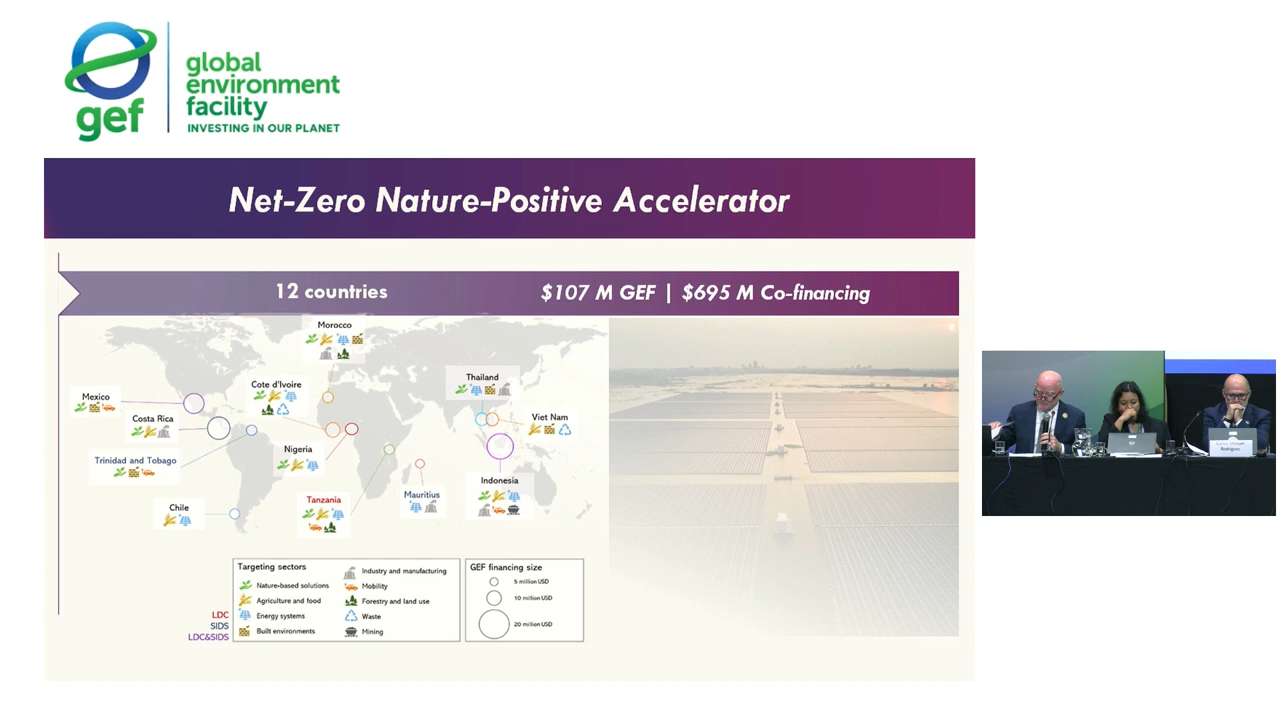 gef
global
environment
facility
INVESTING IN OUR PLANET
Net-Zero Nature-Positive Accelerator
12 countries
$107 M GEF | $695 M Co-financing
Morocco
Mexico
Cote d'Ivoire
Thailand
Costa Rica
Viet Nam
Trinidad and Tobago
Nigeria
Indonesia
Tanzania
Mauritius
Chile
Targeting sectors
Nature-based solutions
Agriculture and food
Energy systems
Built environments
Industry and manufacturing
Mobility
Forestry and land use
Waste
Mining
GEF financing size
5 million USD
10 million USD
20 million USD
LDC
SIDS
LDC&SIDS
Rodriguez